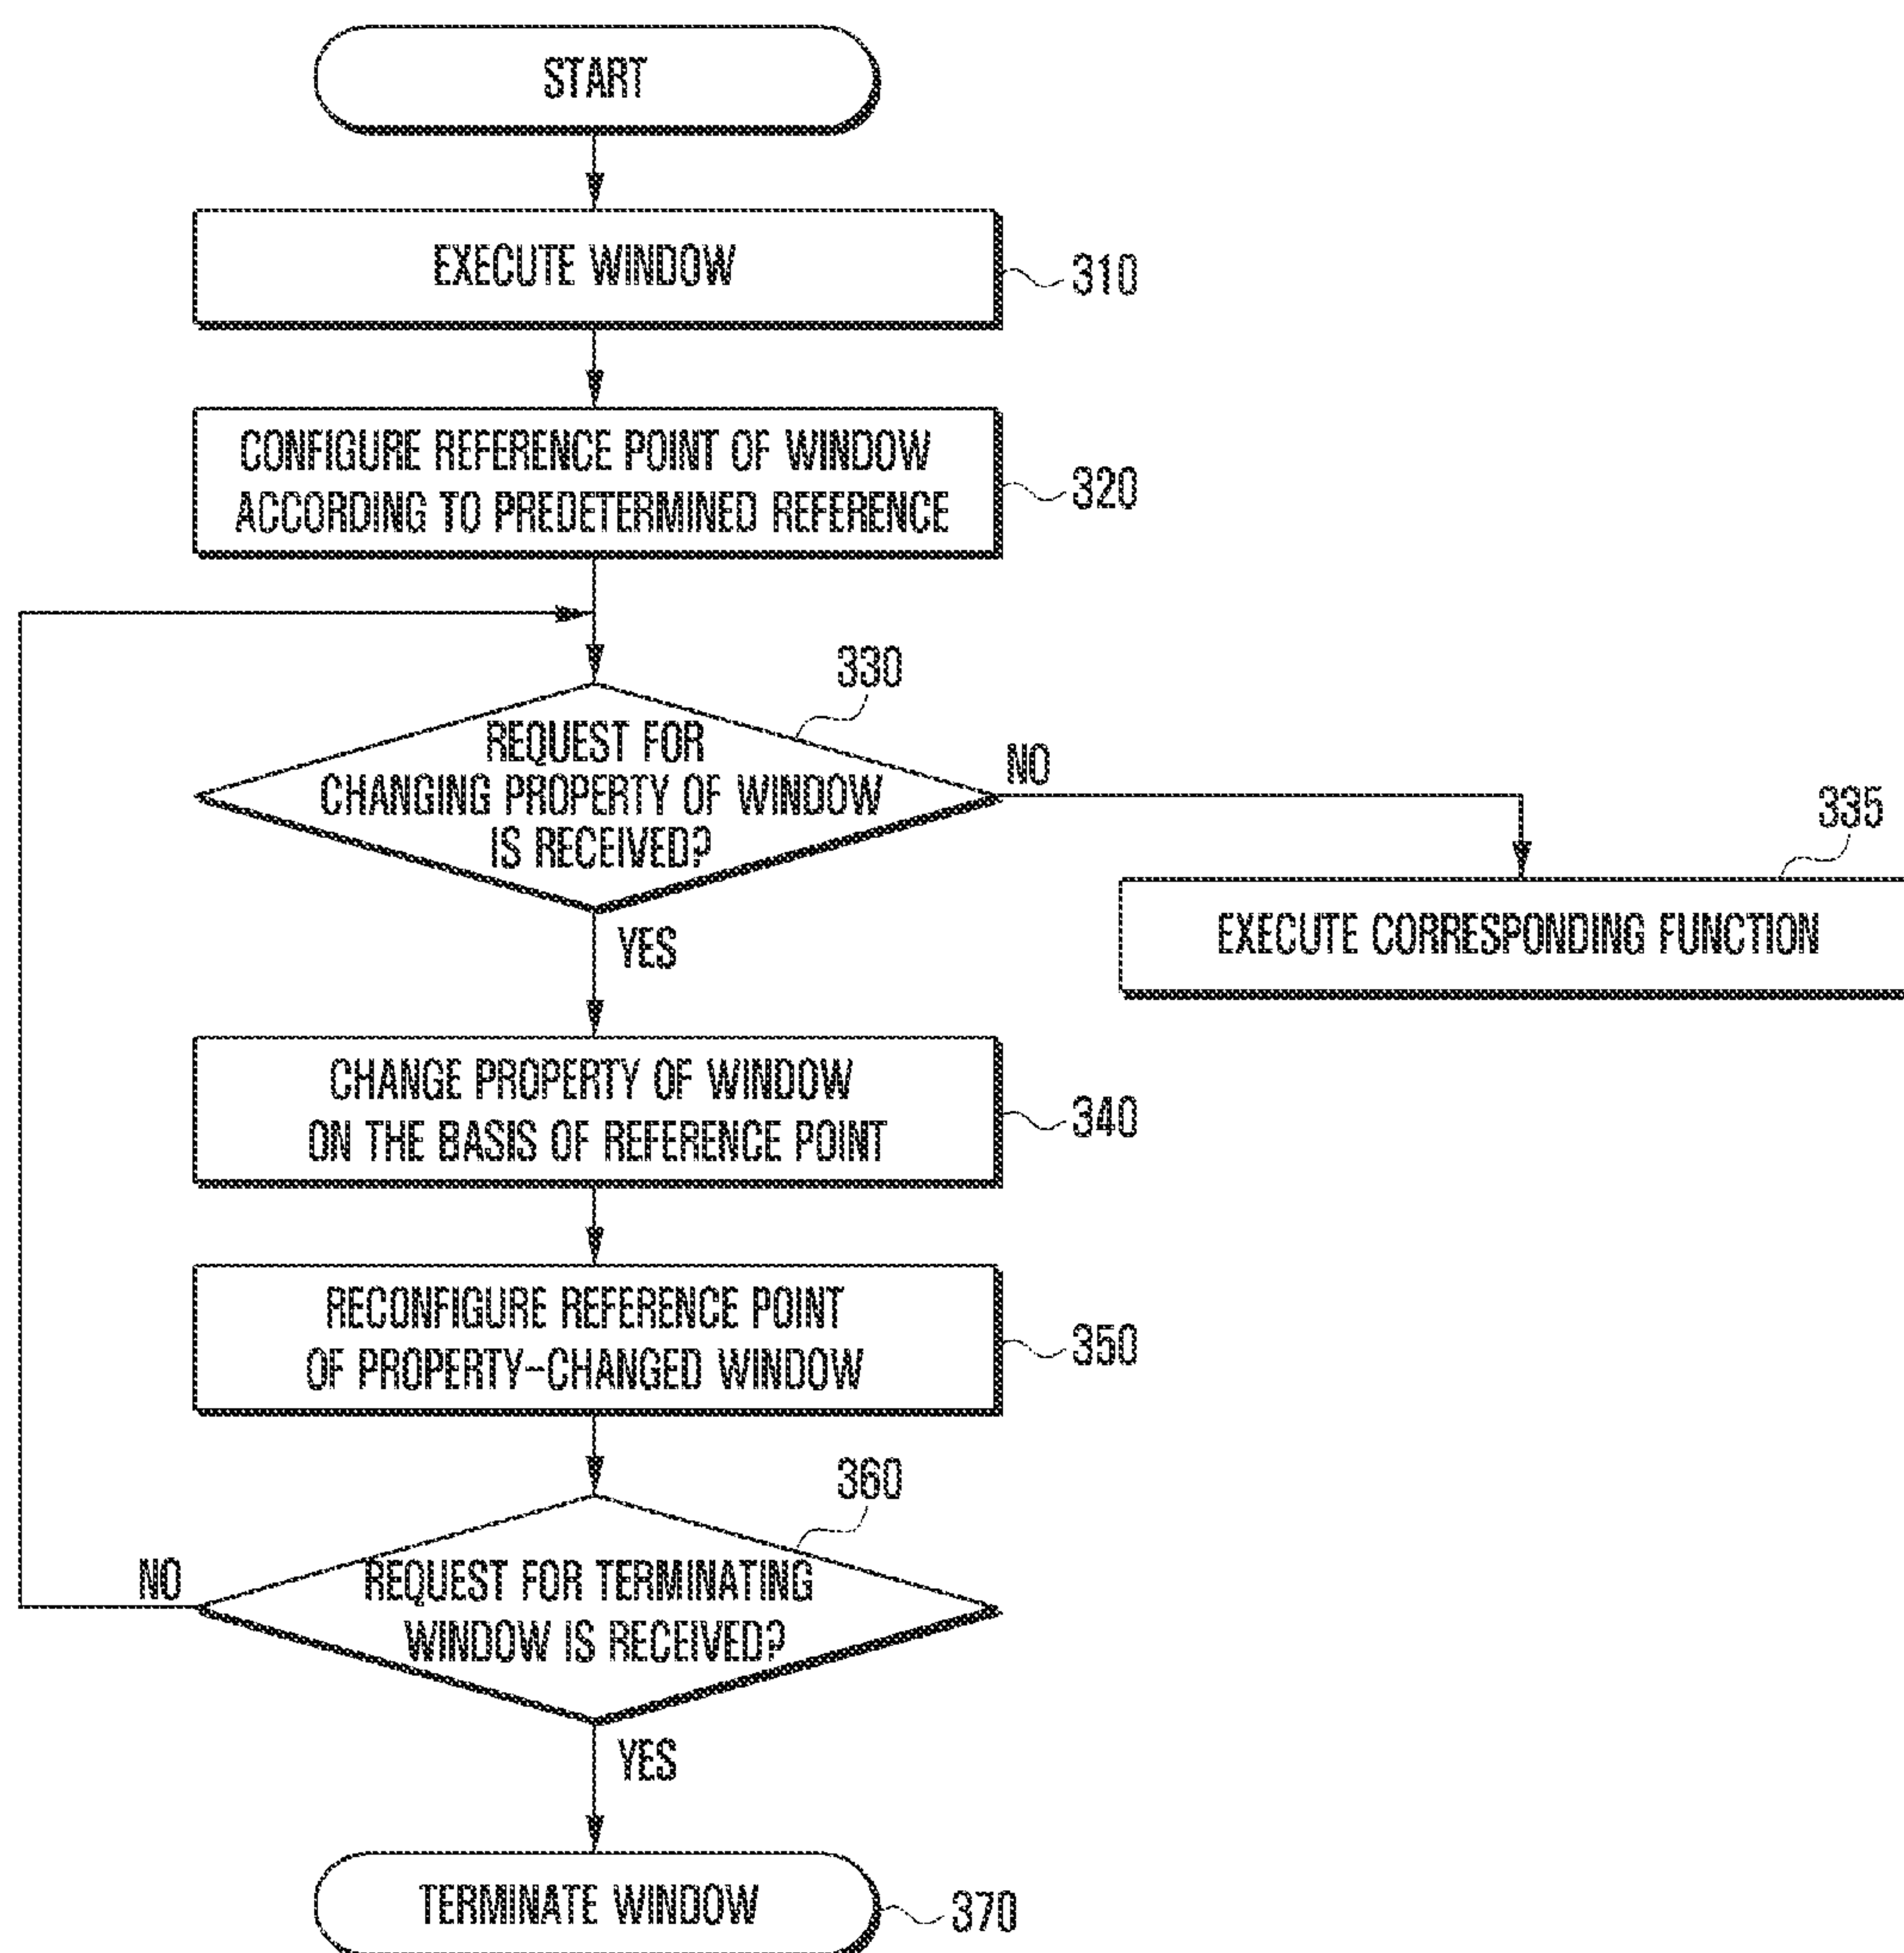 START
EXECUTE WINDOW
310
CONFIGURE REFERENCE POINT OF WINDOW
ACCORDING TO PREDETERMINED REFERENCE
320
330
REQUEST FOR
CHANGING PROPERTY OF WINDOW
IS RECEIVED?
NO
335
EXECUTE CORRESPONDING FUNCTION
YES
CHANGE PROPERTY OF WINDOW
ON THE BASIS OF REFERENCE POINT
340
RECONFIGURE REFERENCE POINT
OF PROPERTY-CHANGED WINDOW
350
360
NO
REQUEST FOR TERMINATING
WINDOW IS RECEIVED?
YES
TERMINATE WINDOW
370